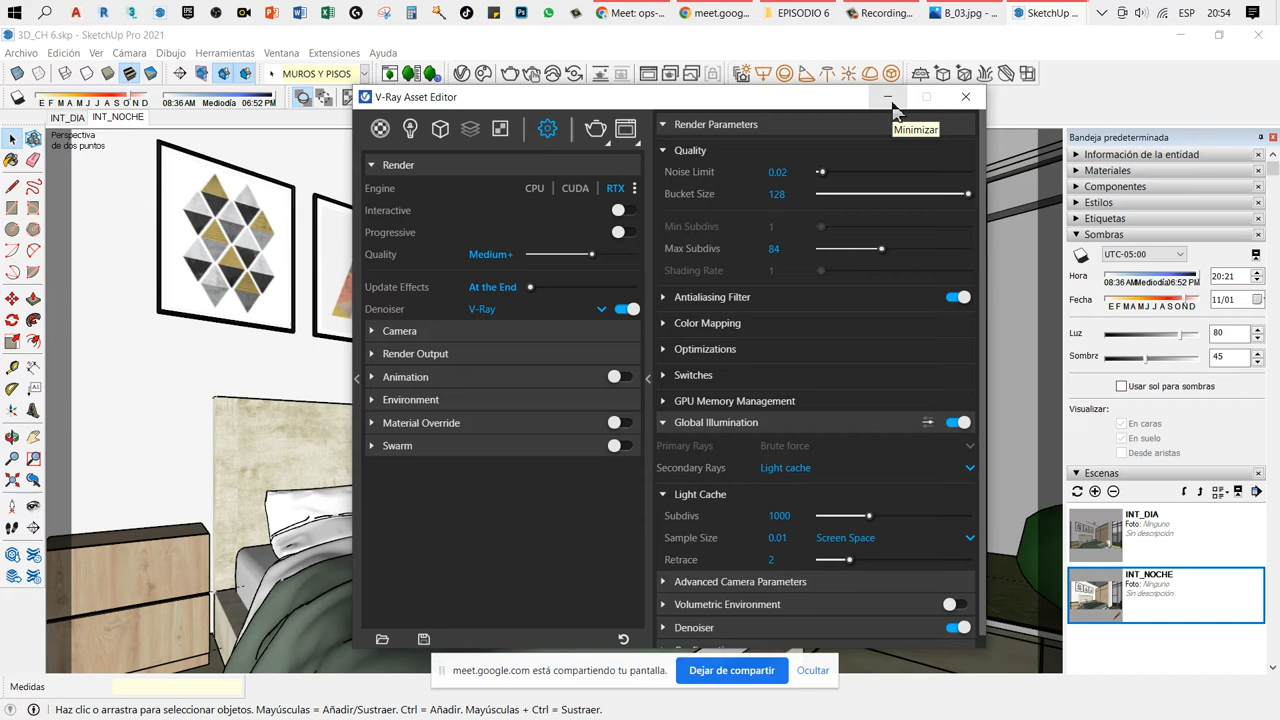 Meet: ops-...
meet.goog...
EPISODIO 6
Recording...
B_03.jpg - ...
SketchUp ...
ESP
20:54
3D_CH 6.skp - SketchUp Pro 2021
Archivo Edición Ver Cámara Dibujo Herramientas Ventana Extensiones Ayuda
MUROS Y PISOS
E F M A M J J A S O N D
08:36 AM Mediodía 06:52 PM
V-Ray Asset Editor
Minimizar
INT_DIA
INT_NOCHE
Perspectiva
de dos puntos
Render
Engine CPU CUDA RTX
Interactive
Progressive
Quality Medium+
Update Effects At the End
Denoiser V-Ray
Camera
Render Output
Animation
Environment
Material Override
Swarm
Render Parameters
Quality
Noise Limit 0.02
Bucket Size 128
Min Subdivs 1
Max Subdivs 84
Shading Rate 1
Antialiasing Filter
Color Mapping
Optimizations
Switches
GPU Memory Management
Global Illumination
Primary Rays Brute force
Secondary Rays Light cache
Light Cache
Subdivs 1000
Sample Size 0.01 Screen Space
Retrace 2
Advanced Camera Parameters
Volumetric Environment
Denoiser
Bandeja predeterminada
Información de la entidad
Materiales
Componentes
Estilos
Etiquetas
Sombras
UTC-05:00
Hora 08:36 AM Mediodía 06:52 PM 20:21
Fecha E F M A M J J A S O N D 11/01
Luz 80
Sombra 45
Usar sol para sombras
Visualizar:
En caras
En suelo
Desde aristas
Escenas
INT_DIA
Foto: Ninguno
Sin descripción
INT_NOCHE
Foto: Ninguno
Sin descripción
meet.google.com está compartiendo tu pantalla. Dejar de compartir Ocultar
Medidas
Haz clic o arrastra para seleccionar objetos. Mayúsculas = Añadir/Sustraer. Mayúsculas + Ctrl = Sustraer.